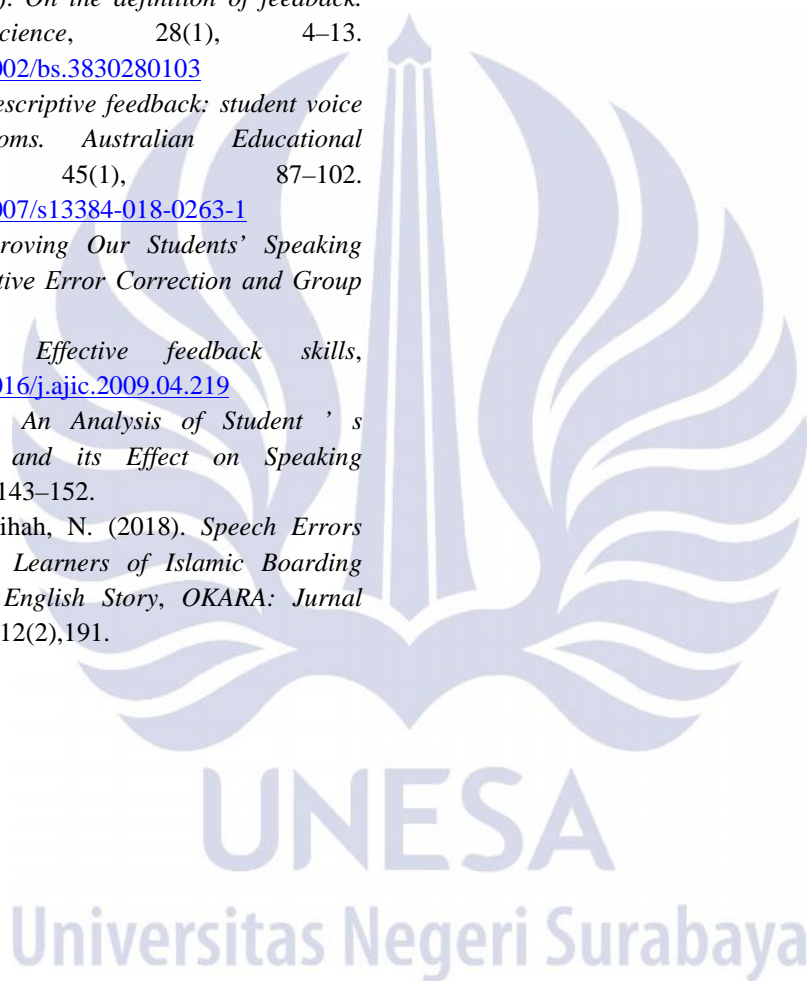 ). On the definition of feedback.
cience, 28(1), 4–13.
002/bs.3830280103
escriptive feedback: student voice
oms. Australian Educational
45(1), 87–102.
007/s13384-018-0263-1
proving Our Students' Speaking
tive Error Correction and Group
Effective feedback skills,
016/j.ajic.2009.04.219
An Analysis of Student ' s
and its Effect on Speaking
143–152.
ihah, N. (2018). Speech Errors
Learners of Islamic Boarding
English Story, OKARA: Jurnal
12(2),191.
UNESA
Universitas Negeri Surabaya